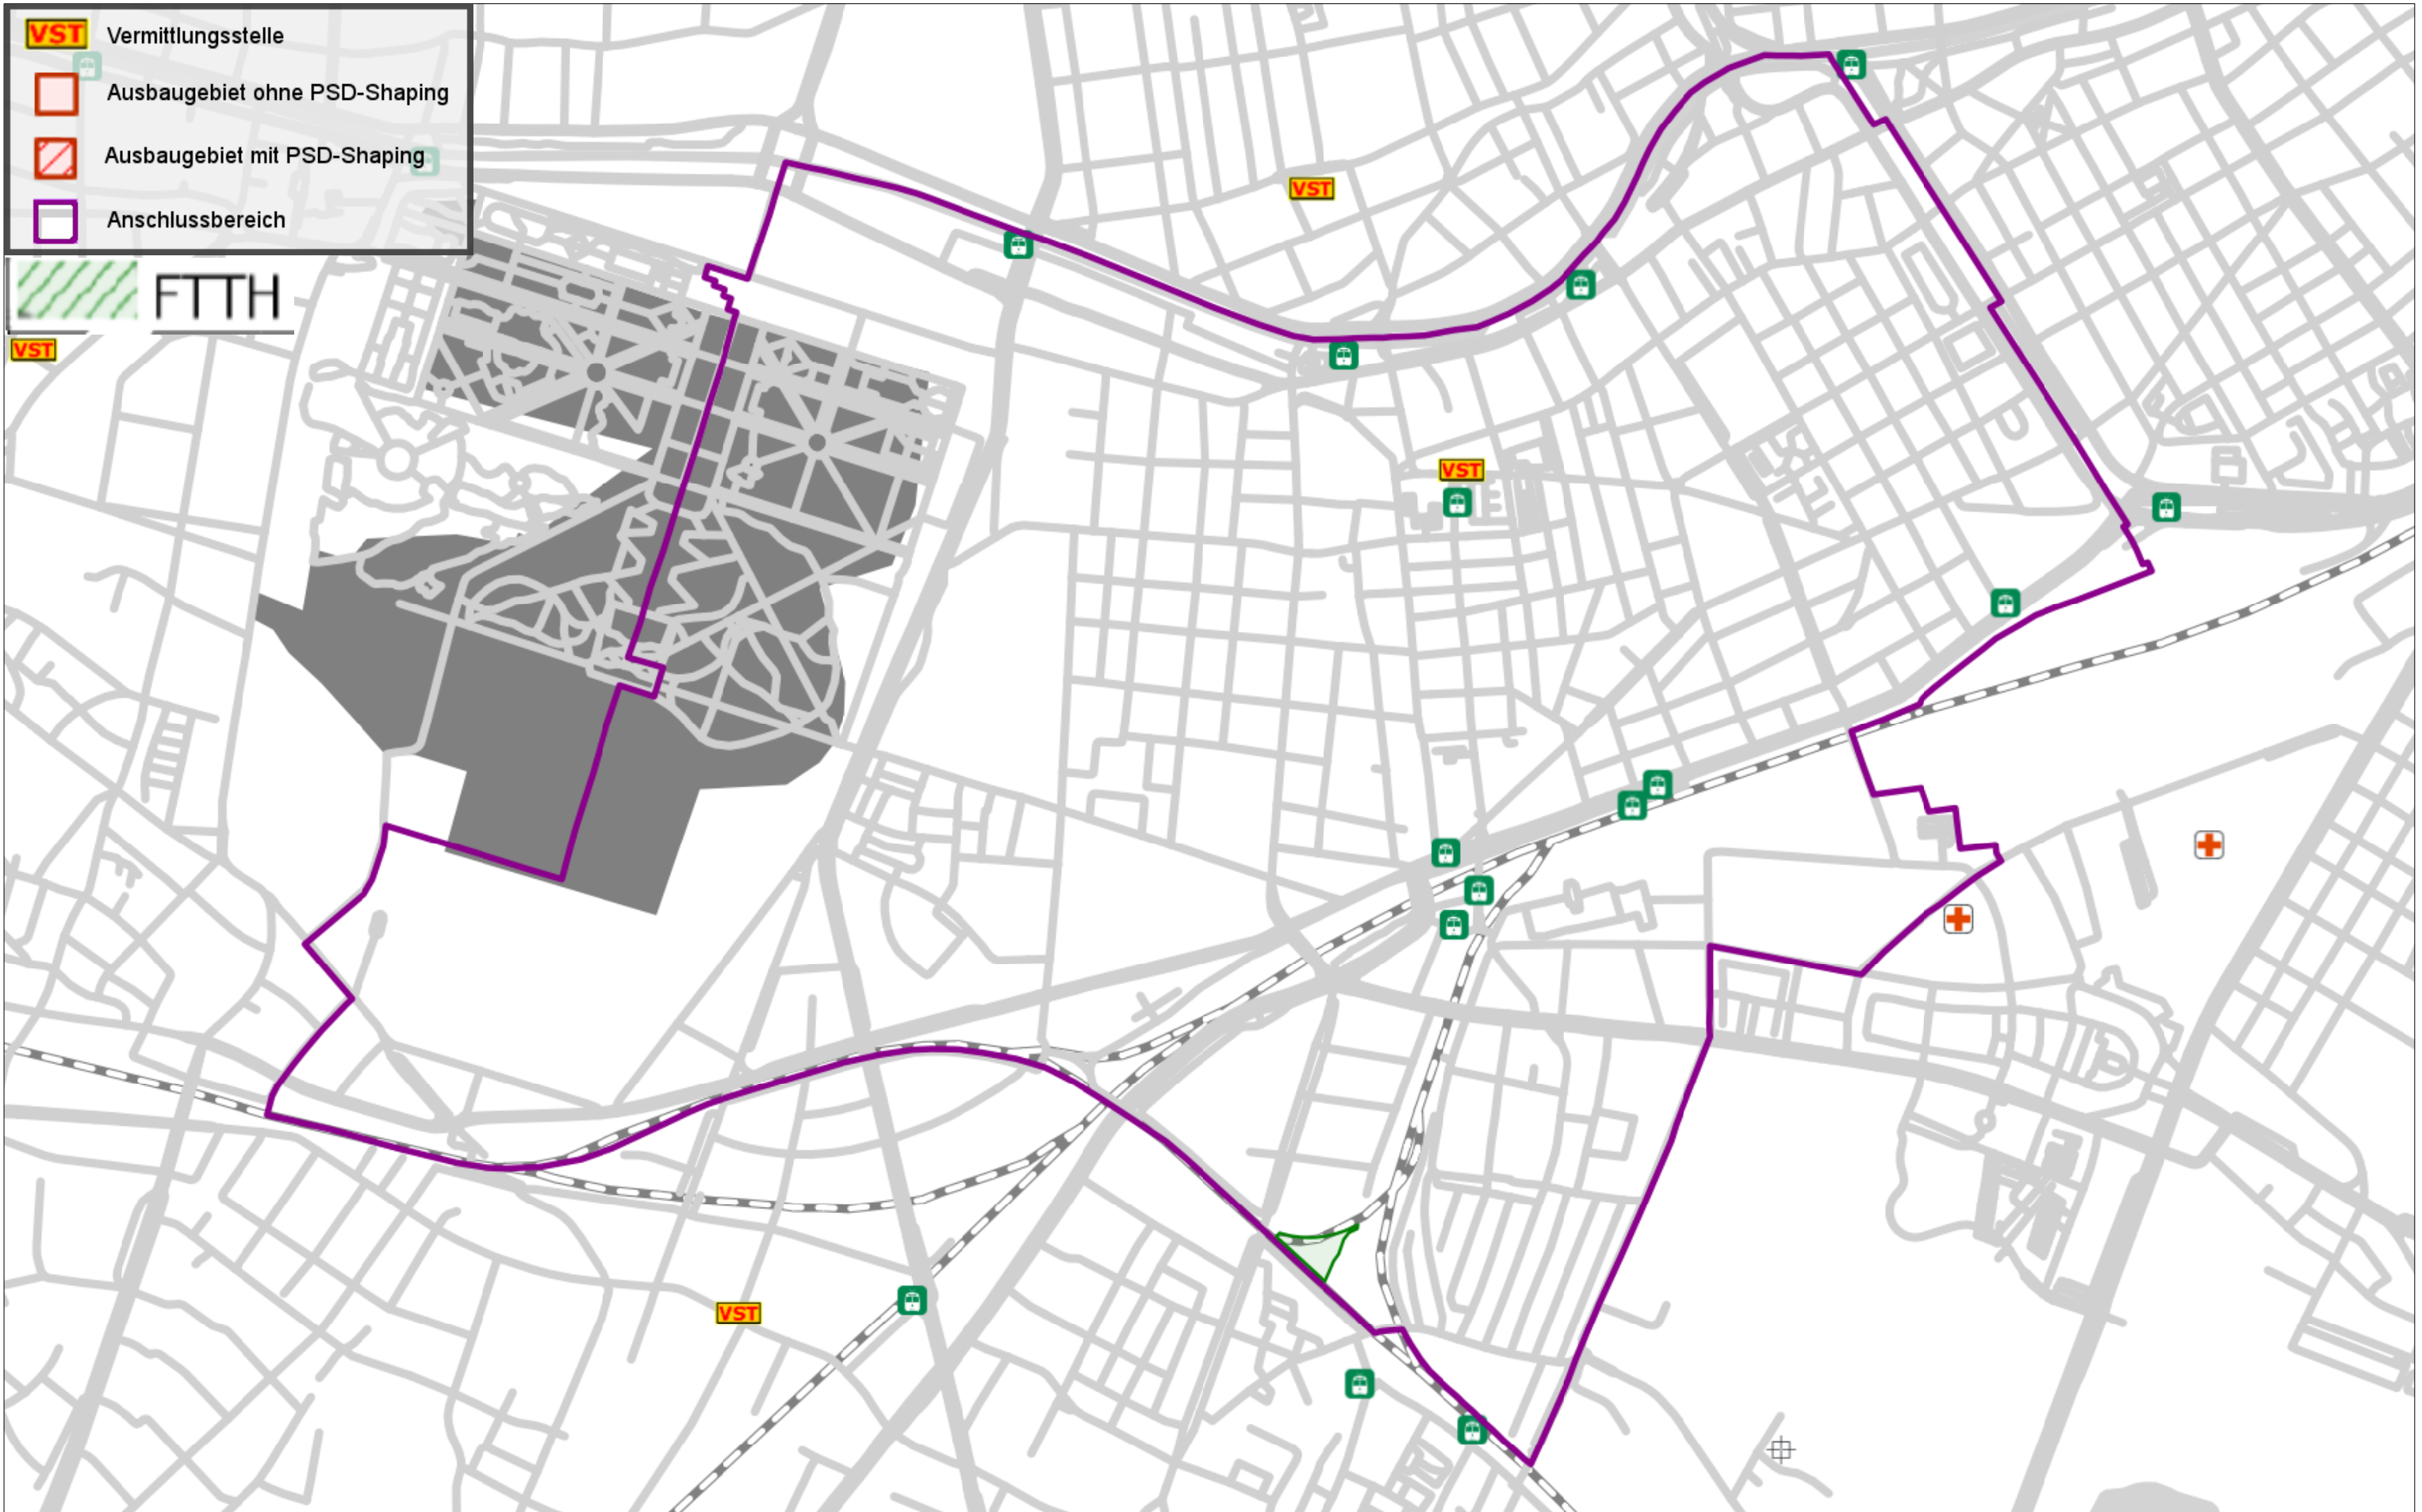 VST Vermittlungsstelle
Ausbaugebiet ohne PSD-Shaping
Ausbaugebiet mit PSD-Shaping
Anschlussbereich
FTTH
VST
VST
VST
VST